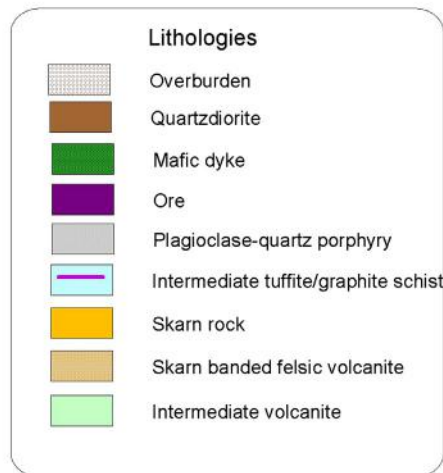 Lithologies
Overburden
Quartzdiorite
Mafic dyke
Ore
Plagioclase-quartz porphyry
Intermediate tuffite/graphite schist
Skarn rock
Skarn banded felsic volcanite
Intermediate volcanite